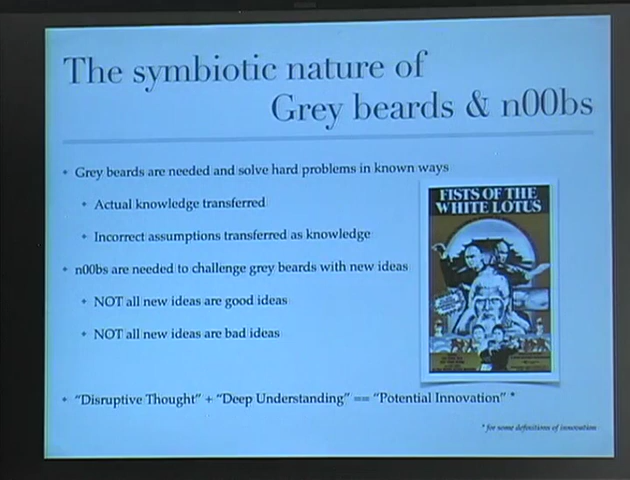 The symbiotic nature of
Grey beards & n00bs
Grey beards are needed and solve hard problems in known ways
Actual knowledge transferred
Incorrect assumptions transferred as knowledge
n00bs are needed to challenge grey beards with new ideas
NOT all new ideas are good ideas
NOT all new ideas are bad ideas
"Disruptive Thought" + "Deep Understanding" == "Potential Innovation" *
* for some definitions of innovation
FISTS OF THE
WHITE LOTUS